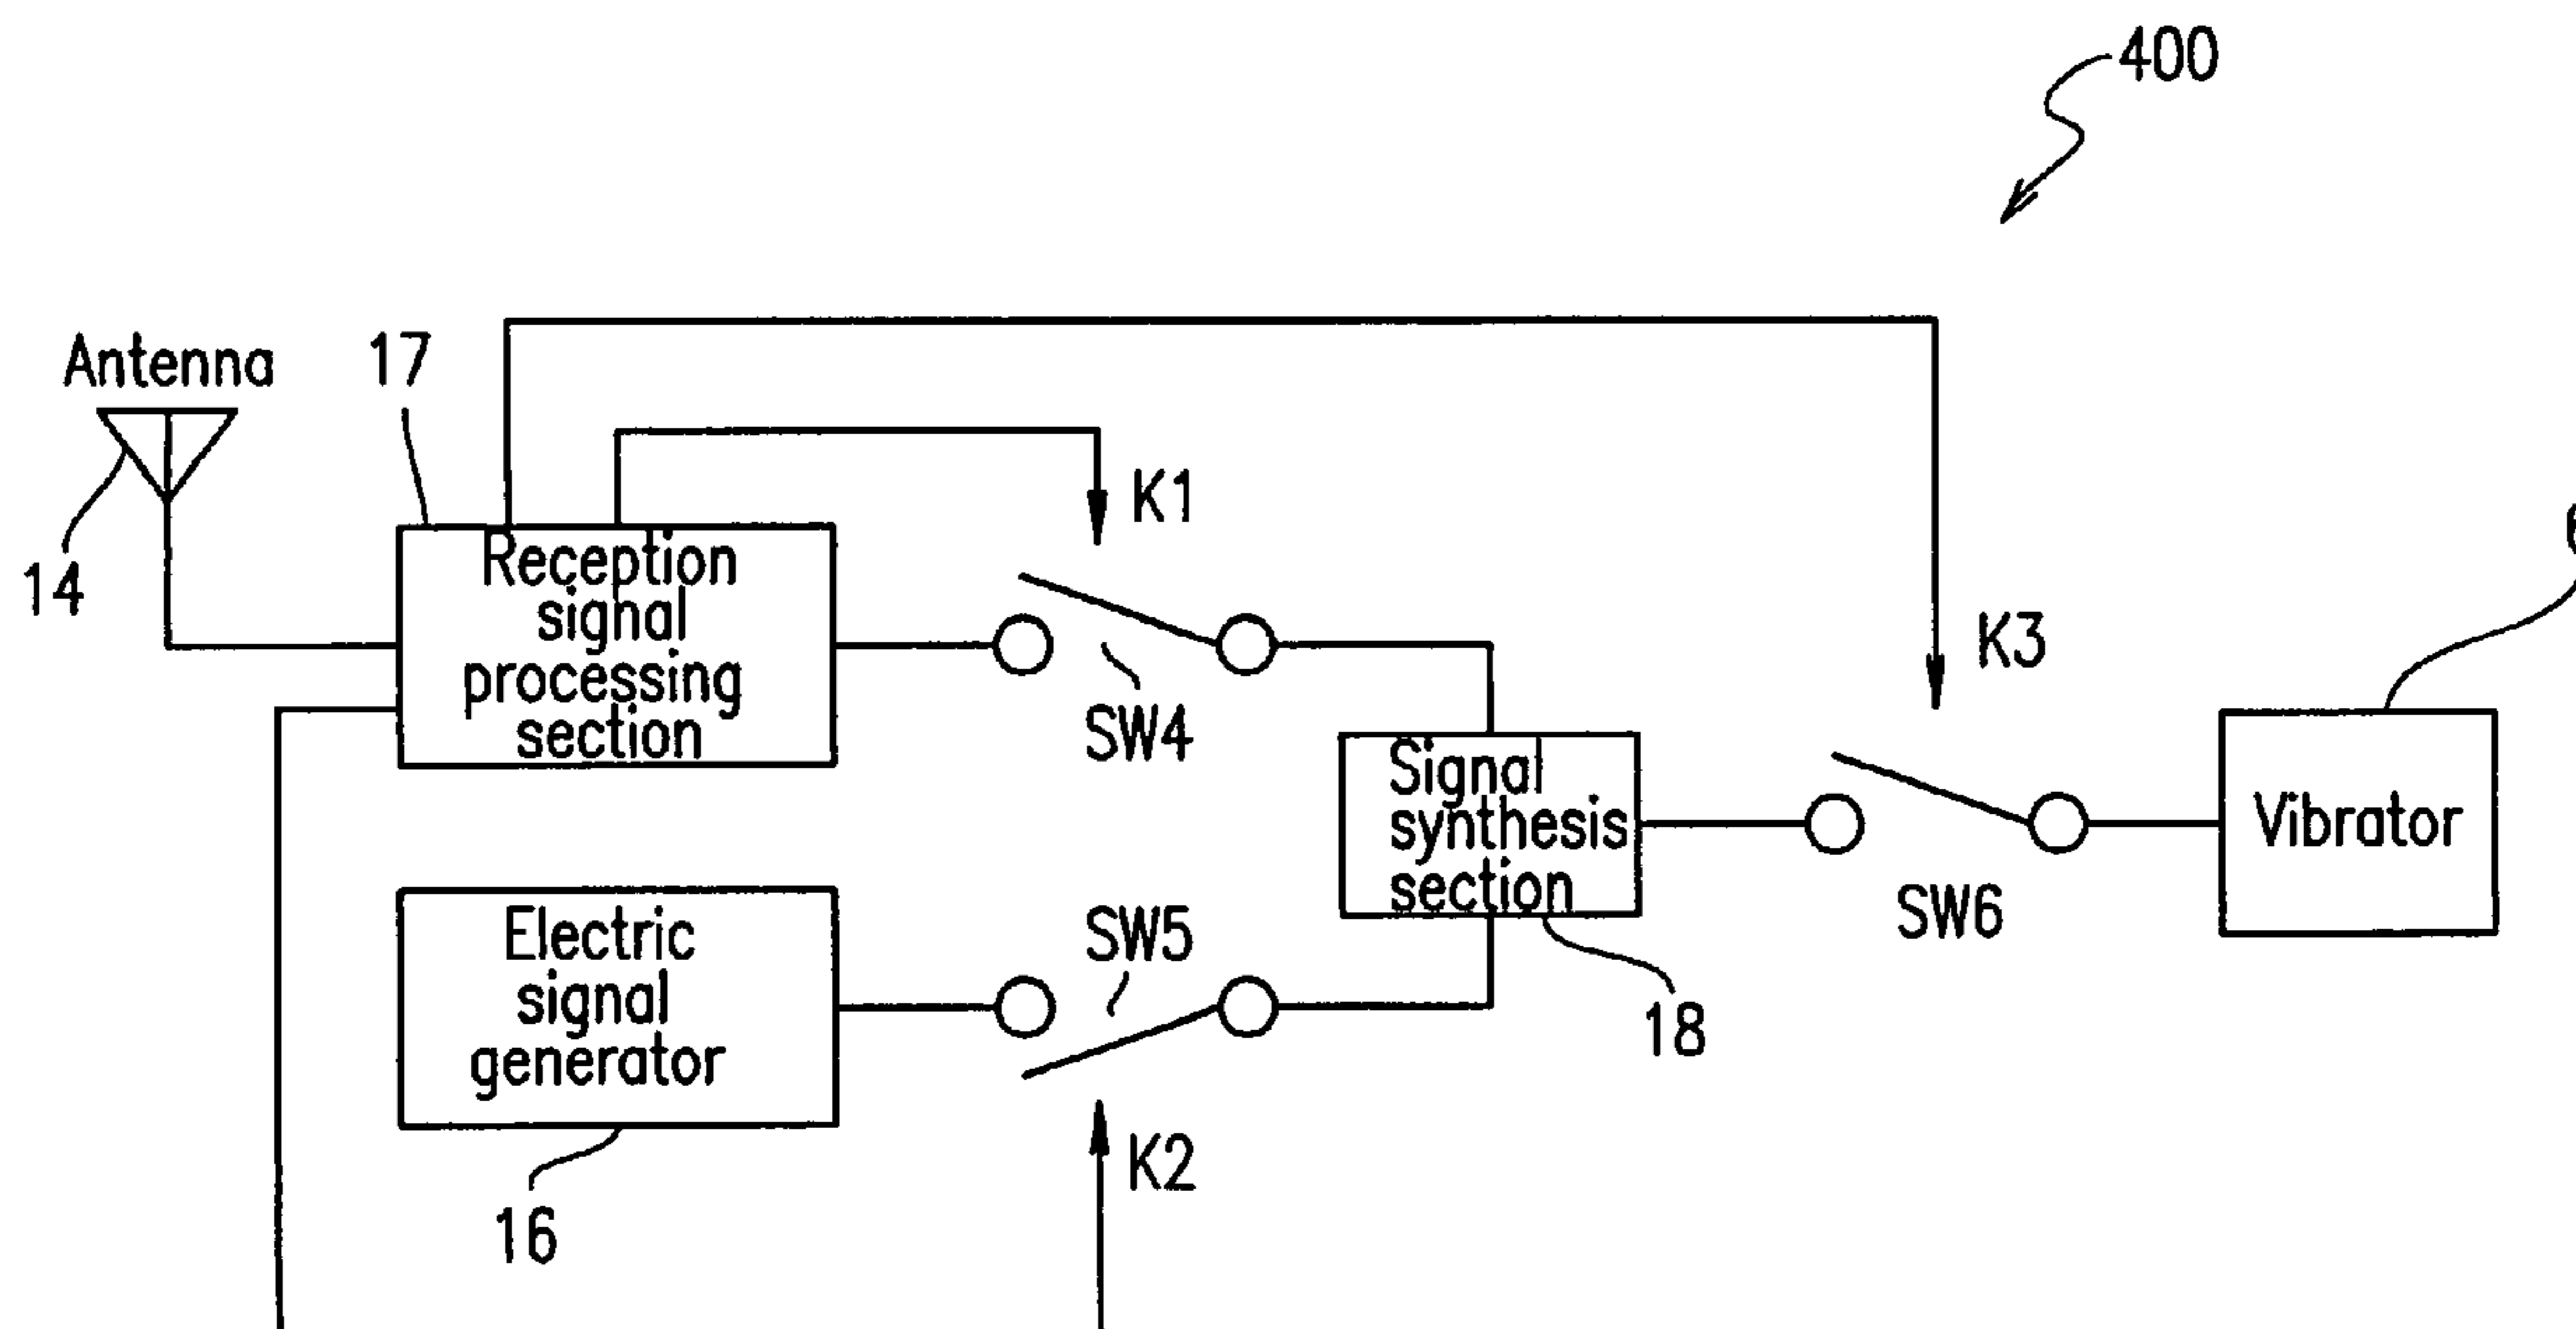 400
Antenna
17
K1
14
Reception
signal
processing
section
SW4
K3
Signal
synthesis
section
Vibrator
SW6
Electric
signal
generator
SW5
18
K2
16